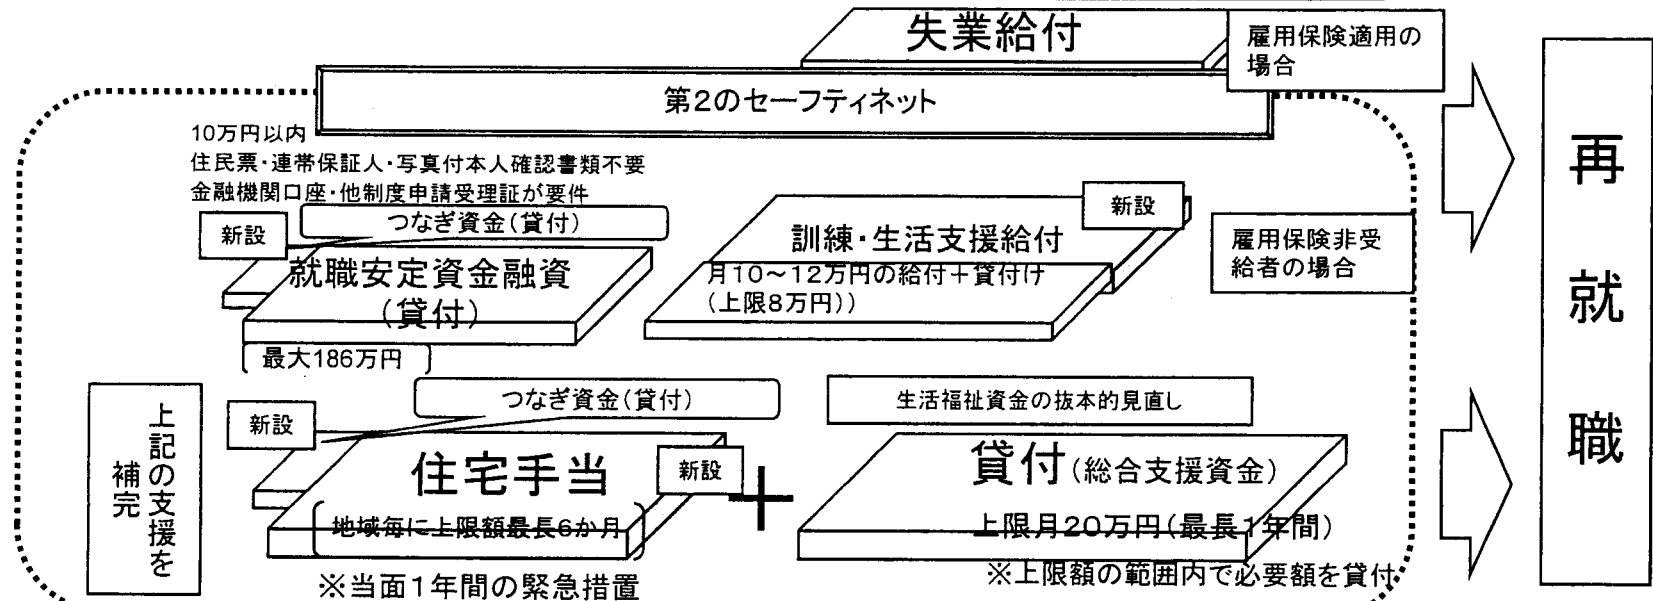 失業給付
雇用保険適用の
場合
第2のセーフティネット
10万円以内
住民票・連帯保証人・写真付本人確認書類不要
金融機関口座・他制度申請受理証が要件
新設
つなぎ資金(貸付)
就職安定資金融資
(貸付)
最大186万円
新設
訓練・生活支援給付
月10～12万円の給付＋貸付け
(上限8万円))
雇用保険非受
給者の場合
上記の支援を
補完
新設
つなぎ資金(貸付)
住宅手当
新設
地域毎に上限額最長6か月
※当面1年間の緊急措置
＋
生活福祉資金の抜本的見直し
貸付(総合支援資金)
上限月20万円(最長1年間)
※上限額の範囲内で必要額を貸付
再就職